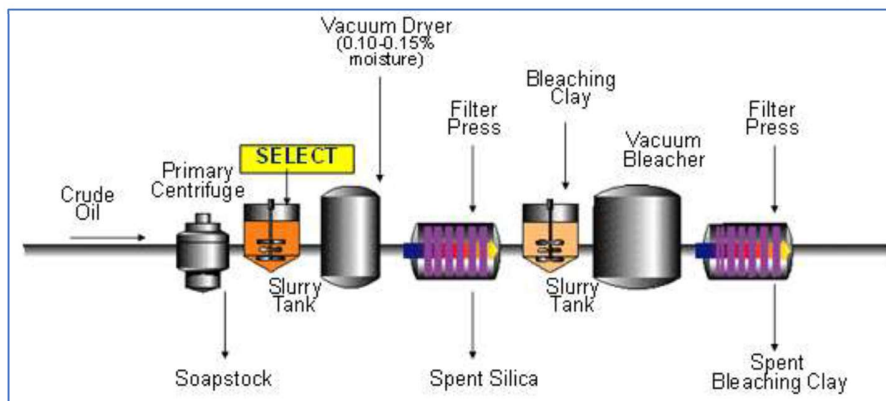 Vacuum Dryer
(0.10-0.15%
moisture)
Bleaching
Clay
Filter
Press
Vacuum
Bleacher
Filter
Press
SELECT
Primary
Centrifuge
Crude
Oil
Slurry
Tank
Slurry
Tank
Soapstock
Spent Silica
Spent
Bleaching Clay